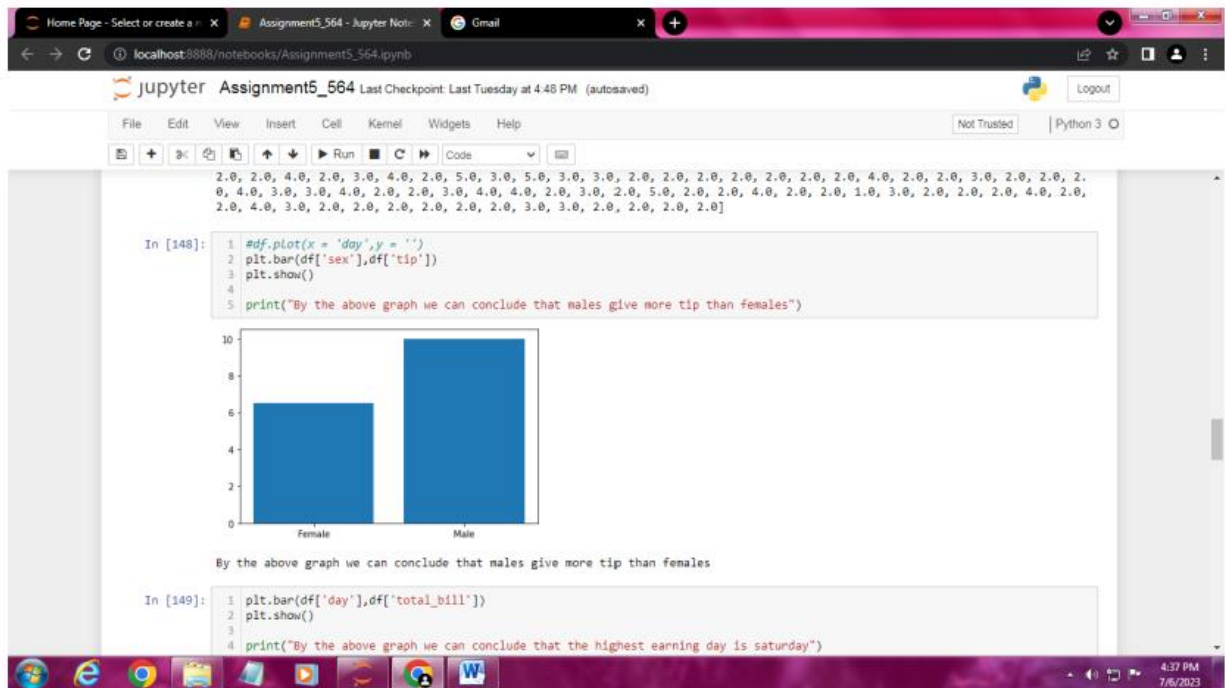 Home Page - Select or create a n
Assignment5_564 - Jupyter Note
Gmail
localhost:8888/notebooks/Assignment5_564.ipynb
jupyter Assignment5_564 Last Checkpoint: Last Tuesday at 4:48 PM (autosaved)
Logout
File Edit View Insert Cell Kernel Widgets Help
Not Trusted
Python 3
Run
Code
2.0, 2.0, 4.0, 2.0, 3.0, 4.0, 2.0, 5.0, 3.0, 5.0, 3.0, 3.0, 2.0, 2.0, 2.0, 2.0, 2.0, 2.0, 2.0, 4.0, 2.0, 2.0, 3.0, 2.0, 2.0, 2.
0, 4.0, 3.0, 3.0, 4.0, 2.0, 2.0, 3.0, 4.0, 4.0, 2.0, 3.0, 2.0, 5.0, 2.0, 2.0, 4.0, 2.0, 2.0, 1.0, 3.0, 2.0, 2.0, 2.0, 4.0, 2.0,
2.0, 4.0, 3.0, 2.0, 2.0, 2.0, 2.0, 2.0, 2.0, 3.0, 3.0, 2.0, 2.0, 2.0, 2.0]
In [148]:
1 #df.plot(x = 'day',y = '')
2 plt.bar(df['sex'],df['tip'])
3 plt.show()
4
5 print("By the above graph we can conclude that males give more tip than females")
10
8
6
4
2
0
Female Male
By the above graph we can conclude that males give more tip than females
In [149]:
1 plt.bar(df['day'],df['total_bill'])
2 plt.show()
3
4 print("By the above graph we can conclude that the highest earning day is saturday")
4:37 PM
7/6/2023